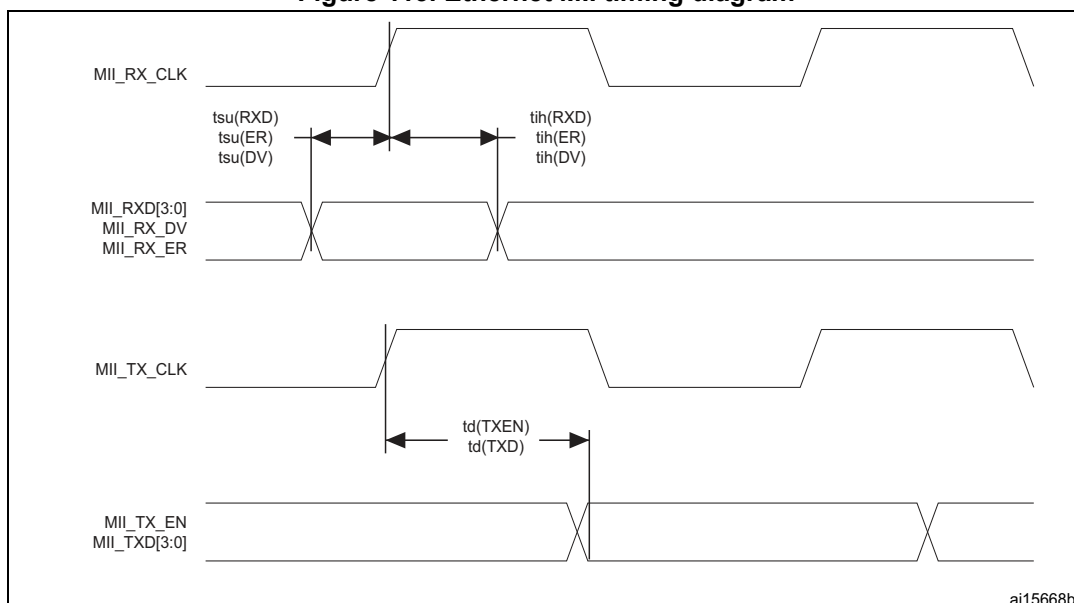 MII_RX_CLK
tsu(RXD)
tsu(ER)
tsu(DV)
tih(RXD)
tih(ER)
tih(DV)
MII_RXD[3:0]
MII_RX_DV
MII_RX_ER
MII_TX_CLK
td(TXEN)
td(TXD)
MII_TX_EN
MII_TXD[3:0]
ai15668b